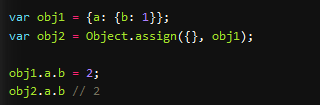 var obj1 = {a: {b: 1}};
var obj2 = Object.assign({}, obj1);
obj1.a.b = 2;
obj2.a.b // 2